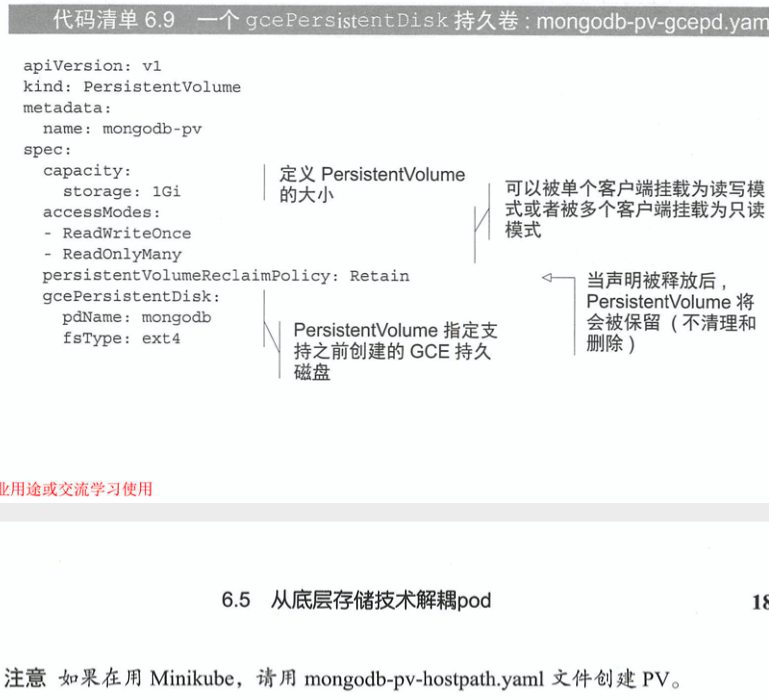 代码清单 6.9 一个 gcePersistentDisk 持久卷：mongodb-pv-gcepd.yam
apiVersion: v1
kind: PersistentVolume
metadata:
  name: mongodb-pv
spec:
  capacity:
    storage: 1Gi
  accessModes:
  - ReadWriteOnce
  - ReadOnlyMany
  persistentVolumeReclaimPolicy: Retain
  gcePersistentDisk:
    pdName: mongodb
    fsType: ext4
定义 PersistentVolume
的大小
可以被单个客户端挂载为读写模
式或者被多个客户端挂载为只读
模式
当声明被释放后，
PersistentVolume 将
会被保留（不清理和
删除）
PersistentVolume 指定支
持之前创建的 GCE 持久
磁盘
业用途或交流学习使用
6.5 从底层存储技术解耦pod
18
注意 如果在用 Minikube，请用 mongodb-pv-hostpath.yaml 文件创建 PV。